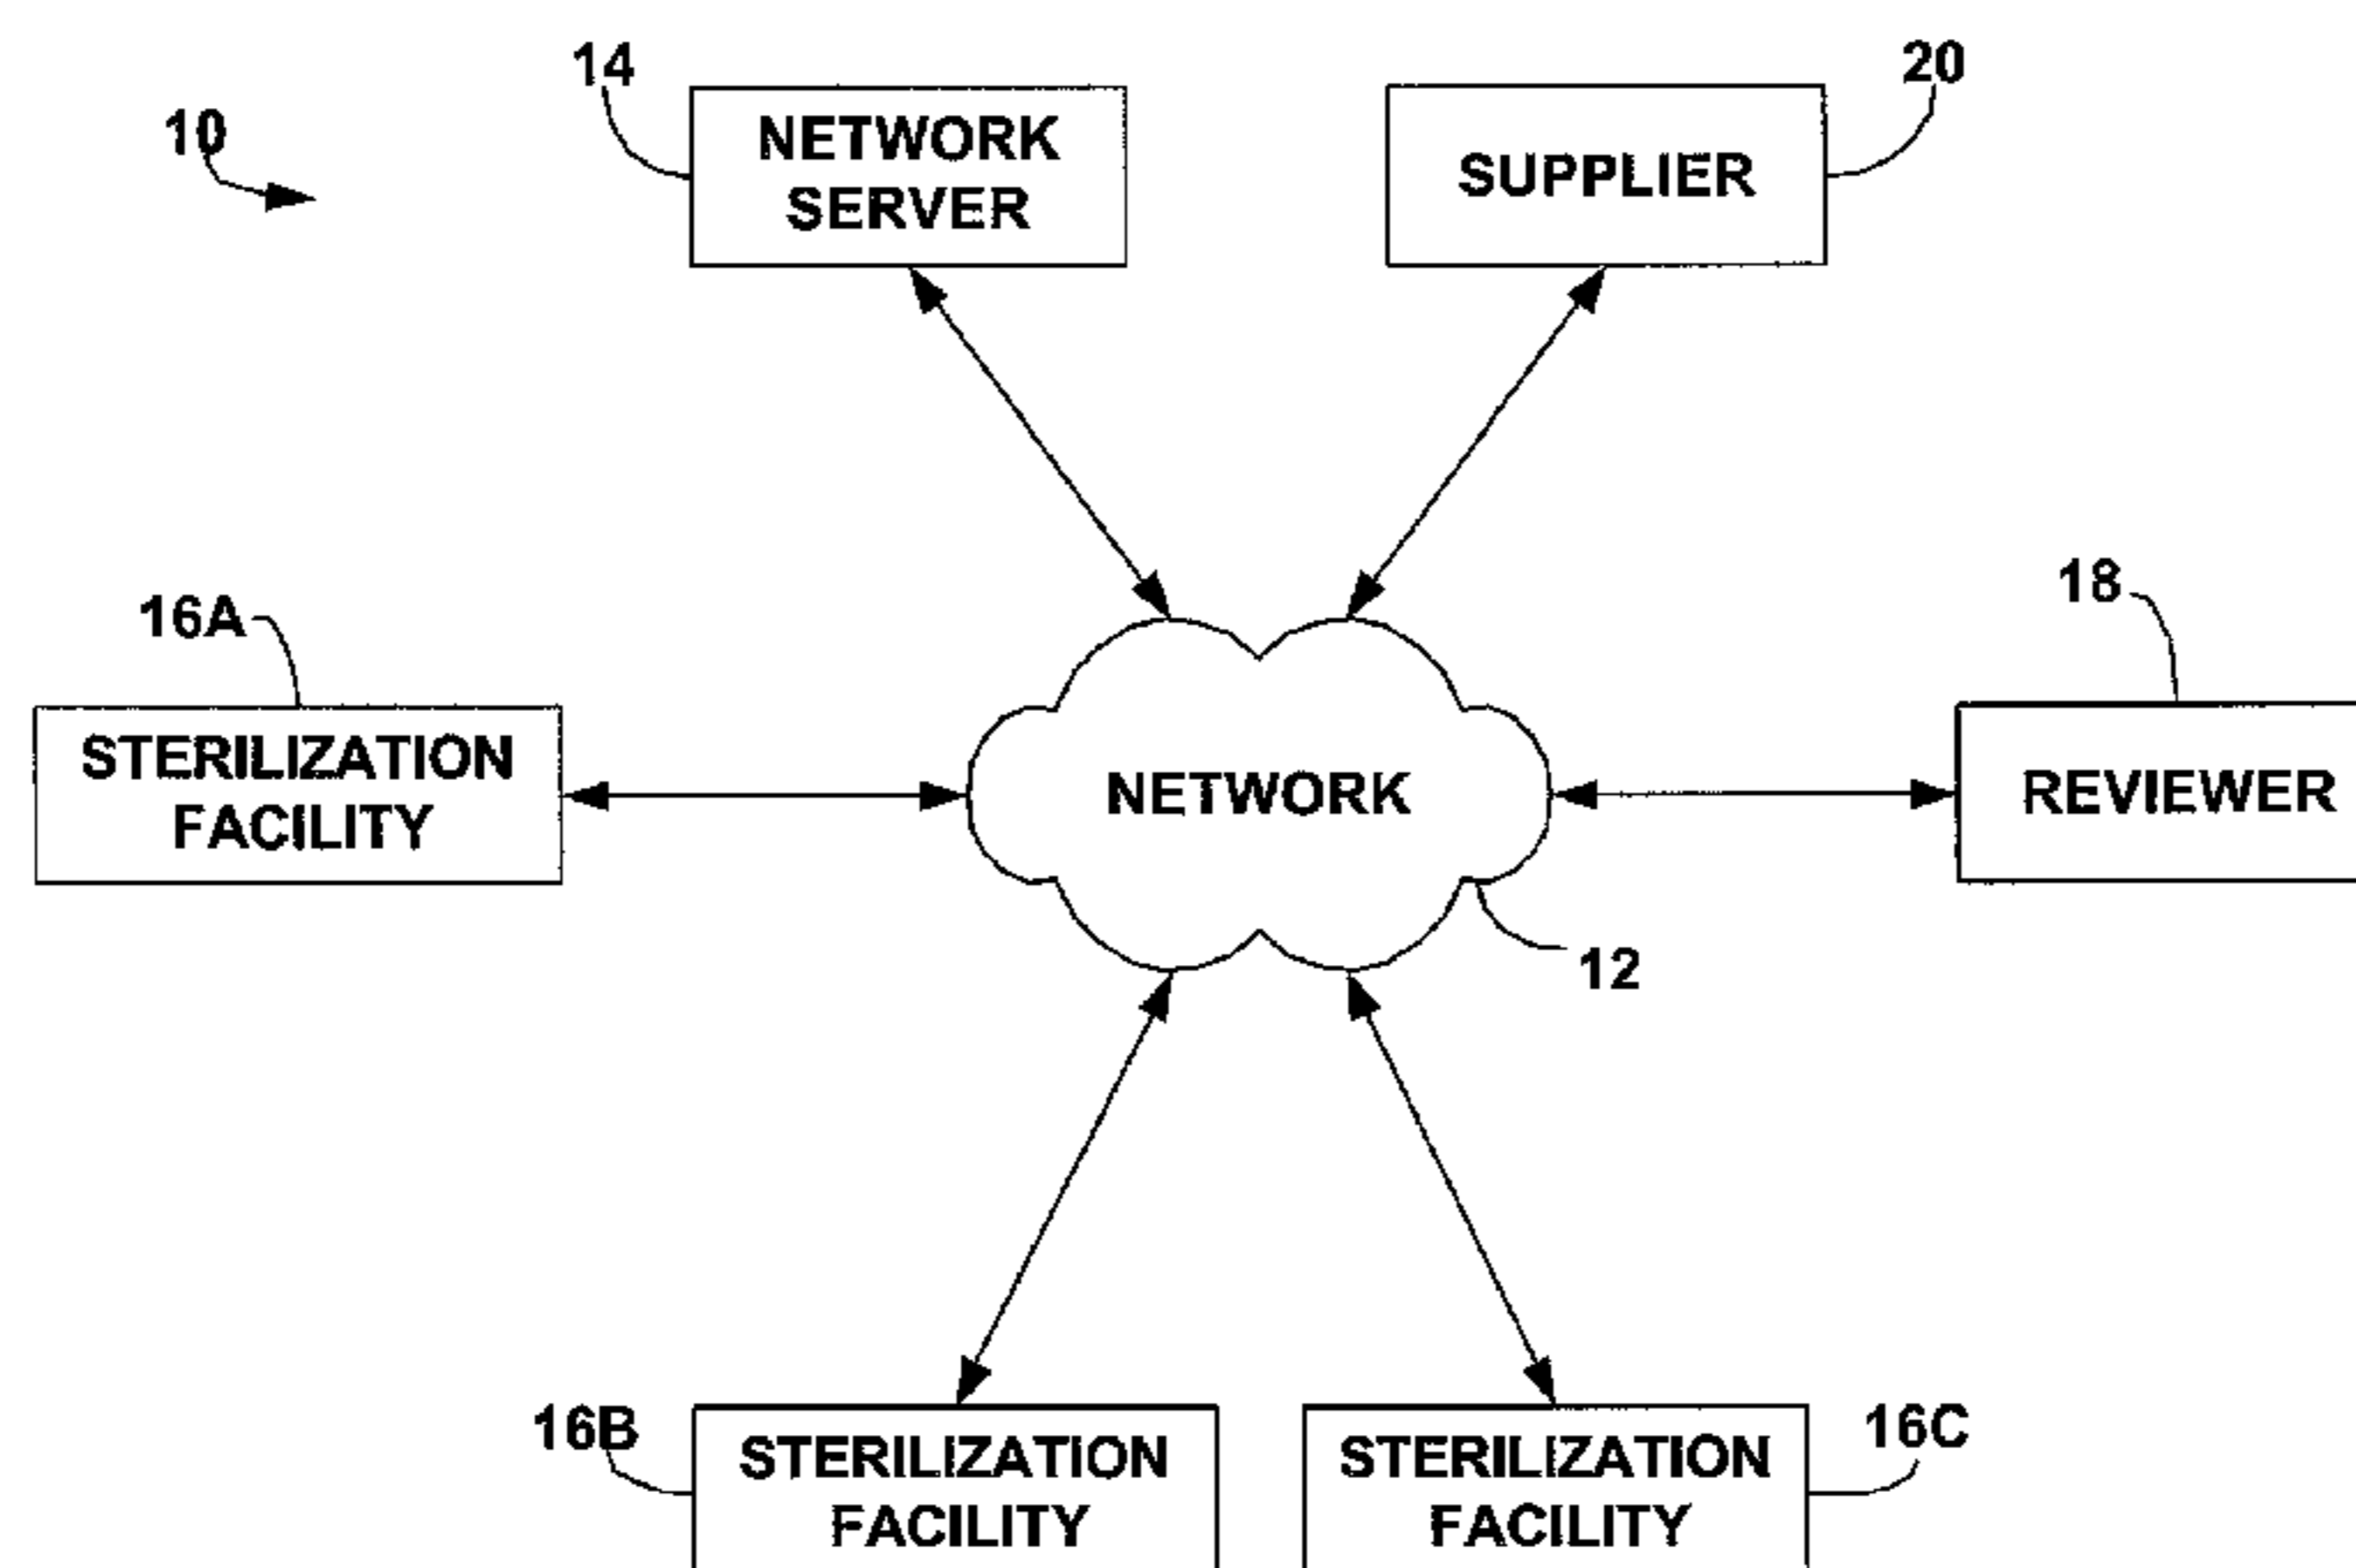 14
20
10
NETWORK
SERVER
SUPPLIER
18
16A
STERILIZATION
FACILITY
NETWORK
REVIEWER
12
16B
STERILIZATION
FACILITY
STERILIZATION
FACILITY
16C